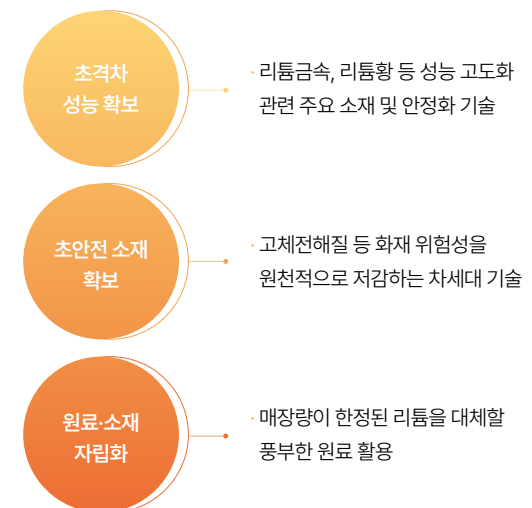 초격차
성능 확보
· 리튬금속, 리튬황 등 성능 고도화
관련 주요 소재 및 안정화 기술
초안전 소재
확보
· 고체전해질 등 화재 위험성을
원천적으로 저감하는 차세대 기술
원료·소재
자립화
· 매장량이 한정된 리튬을 대체할
풍부한 원료 활용